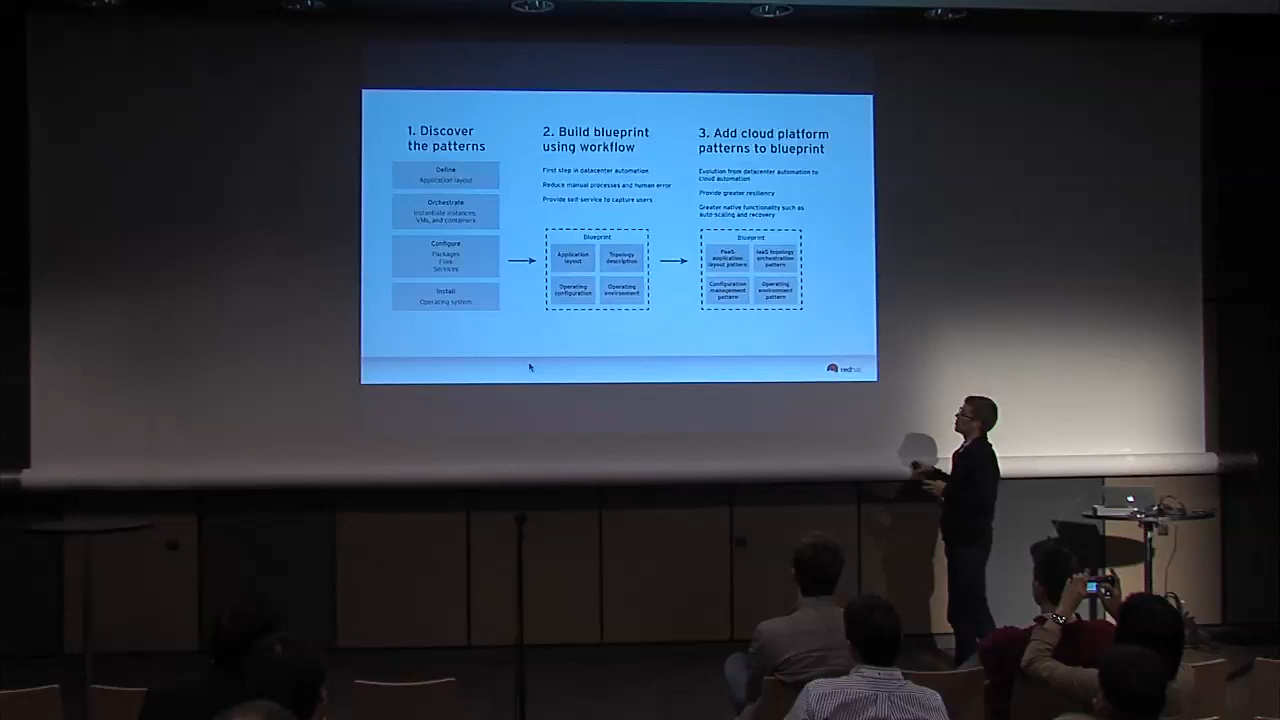 1. Discover
the patterns
Define
Application layout
Orchestrate
Instantiate instances,
VMs, and containers
Configure
Packages
Files
Services
Install
Operating system
2. Build blueprint
using workflow
First step in datacenter automation
Reduce manual processes and human error
Provide self-service to capture users
Blueprint
Application
layout
Topology
description
Operating
configuration
Operating
environment
3. Add cloud platform
patterns to blueprint
Evolution from datacenter automation to
cloud automation
Provide greater resiliency
Greater native functionality such as
auto-scaling and recovery
Blueprint
PaaS
application
layout pattern
IaaS topology
orchestration
pattern
Configuration
management
pattern
Operating
environment
pattern
redhat